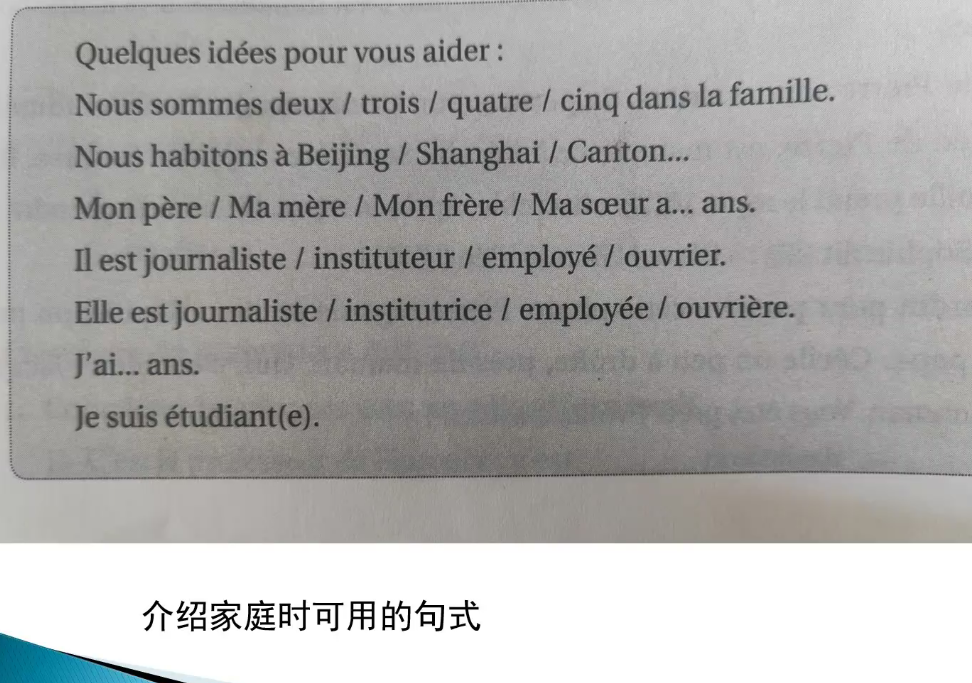 Quelques idées pour vous aider :
Nous sommes deux / trois / quatre / cinq dans la famille.
Nous habitons à Beijing / Shanghai / Canton...
Mon père / Ma mère / Mon frère / Ma sœur a... ans.
Il est journaliste / instituteur / employé / ouvrier.
Elle est journaliste / institutrice / employée / ouvrière.
J'ai... ans.
Je suis étudiant(e).
介绍家庭时可用的句式